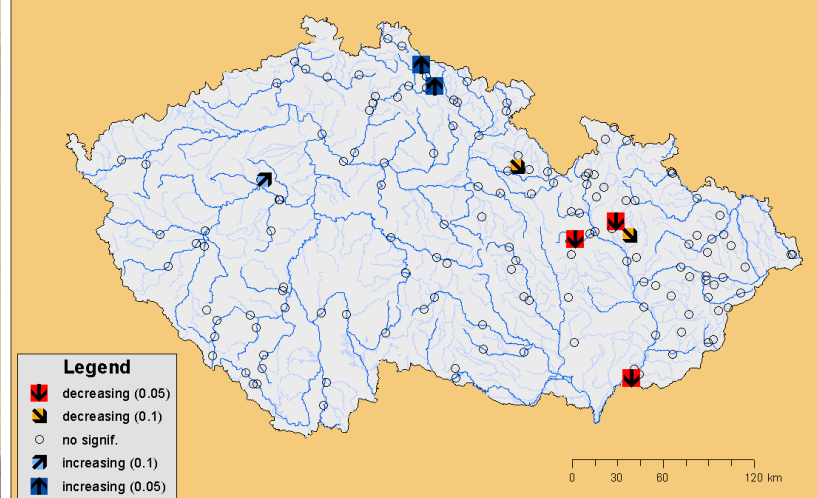 Legend
decreasing (0.05)
decreasing (0.1)
no signif.
increasing (0.1)
increasing (0.05)
0 30 60 120 km